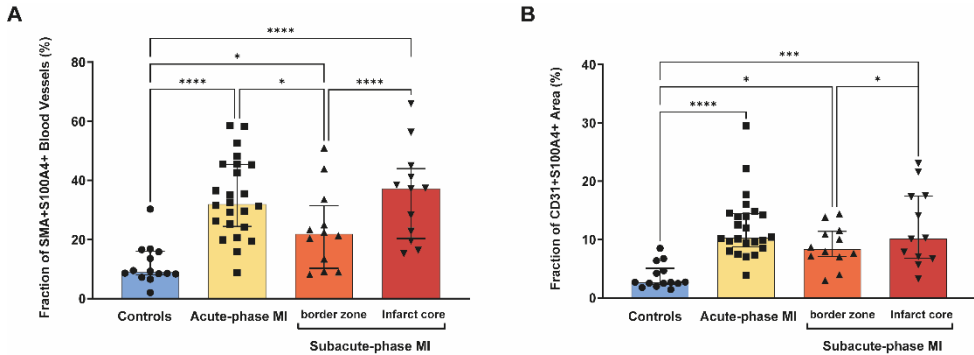 A
Fraction of SMA+S100A4+ Blood Vessels (%)
80
60
40
20
0
****
*
****
*
****
Controls
Acute-phase MI
border zone
Infarct core
Subacute-phase MI
B
Fraction of CD31+S100A4+ Area (%)
40
30
20
10
0
***
*
*
****
Controls
Acute-phase MI
border zone
Infarct core
Subacute-phase MI